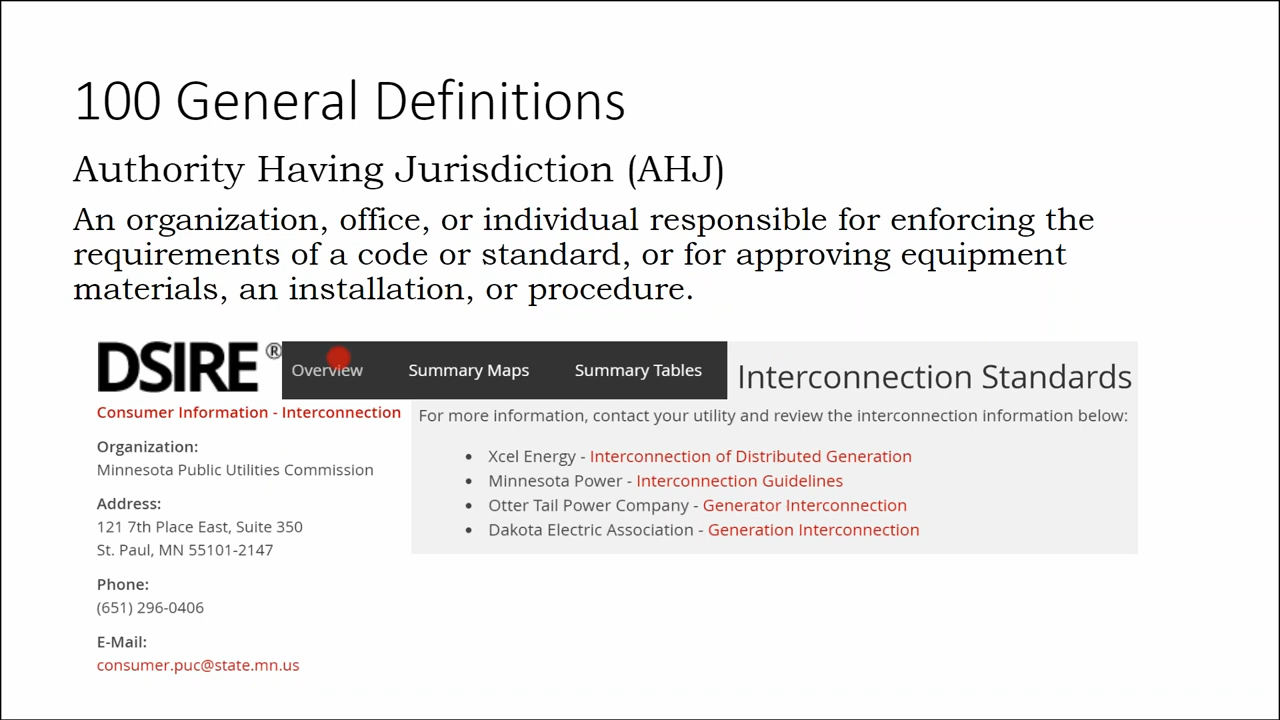 100 General Definitions
Authority Having Jurisdiction (AHJ)
An organization, office, or individual responsible for enforcing the
requirements of a code or standard, or for approving equipment
materials, an installation, or procedure.
DSIRE®
Overview Summary Maps Summary Tables
Interconnection Standards
Consumer Information - Interconnection
Organization:
Minnesota Public Utilities Commission
Address:
121 7th Place East, Suite 350
St. Paul, MN 55101-2147
Phone:
(651) 296-0406
E-Mail:
consumer.puc@state.mn.us
For more information, contact your utility and review the interconnection information below:
• Xcel Energy - Interconnection of Distributed Generation
• Minnesota Power - Interconnection Guidelines
• Otter Tail Power Company - Generator Interconnection
• Dakota Electric Association - Generation Interconnection